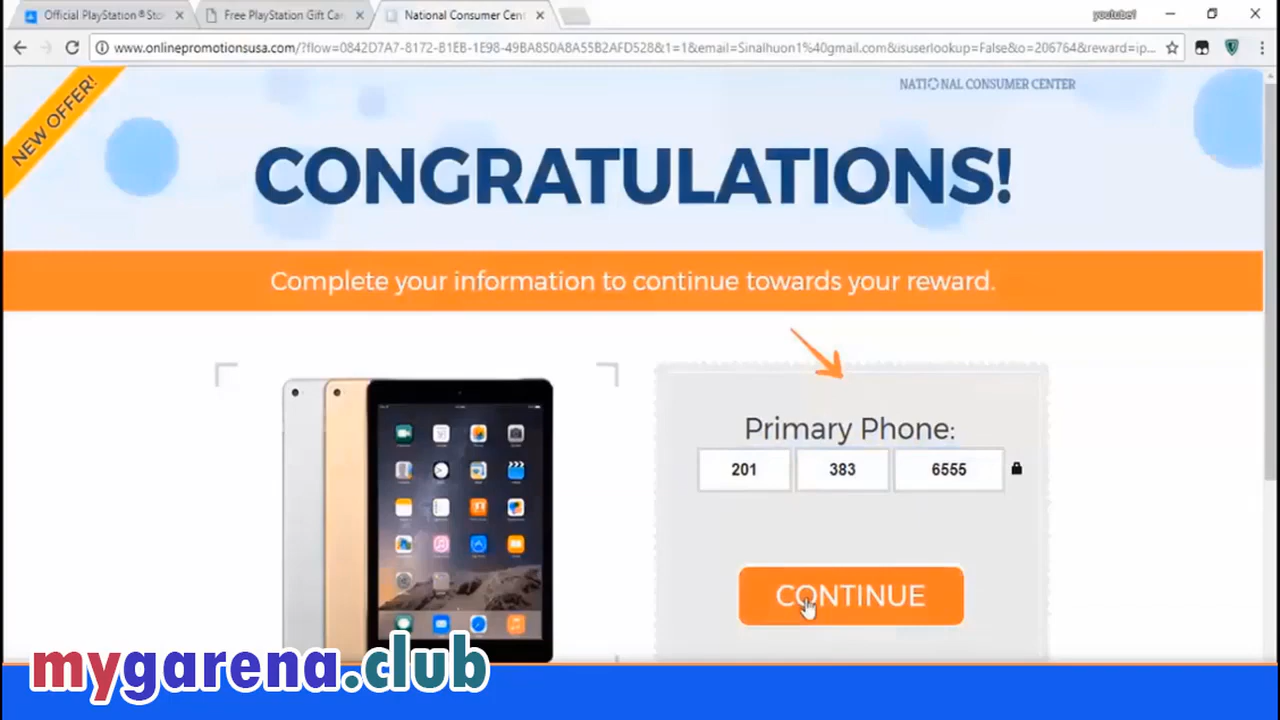 Official PlayStation®Sto
Free PlayStation Gift Car
National Consumer Cen
youtube1
www.onlinepromotionsusa.com/?flow=0842D7A7-8172-B1EB-1E98-49BA850A8A55B2AFD528&1=1&email=Sinalhuon1%40gmail.com&isuserlookup=False&o=206764&reward=ip...
NEW OFFER!
NATIONAL CONSUMER CENTER
CONGRATULATIONS!
Complete your information to continue towards your reward.
Primary Phone:
201 383 6555
CONTINUE
mygarena.club